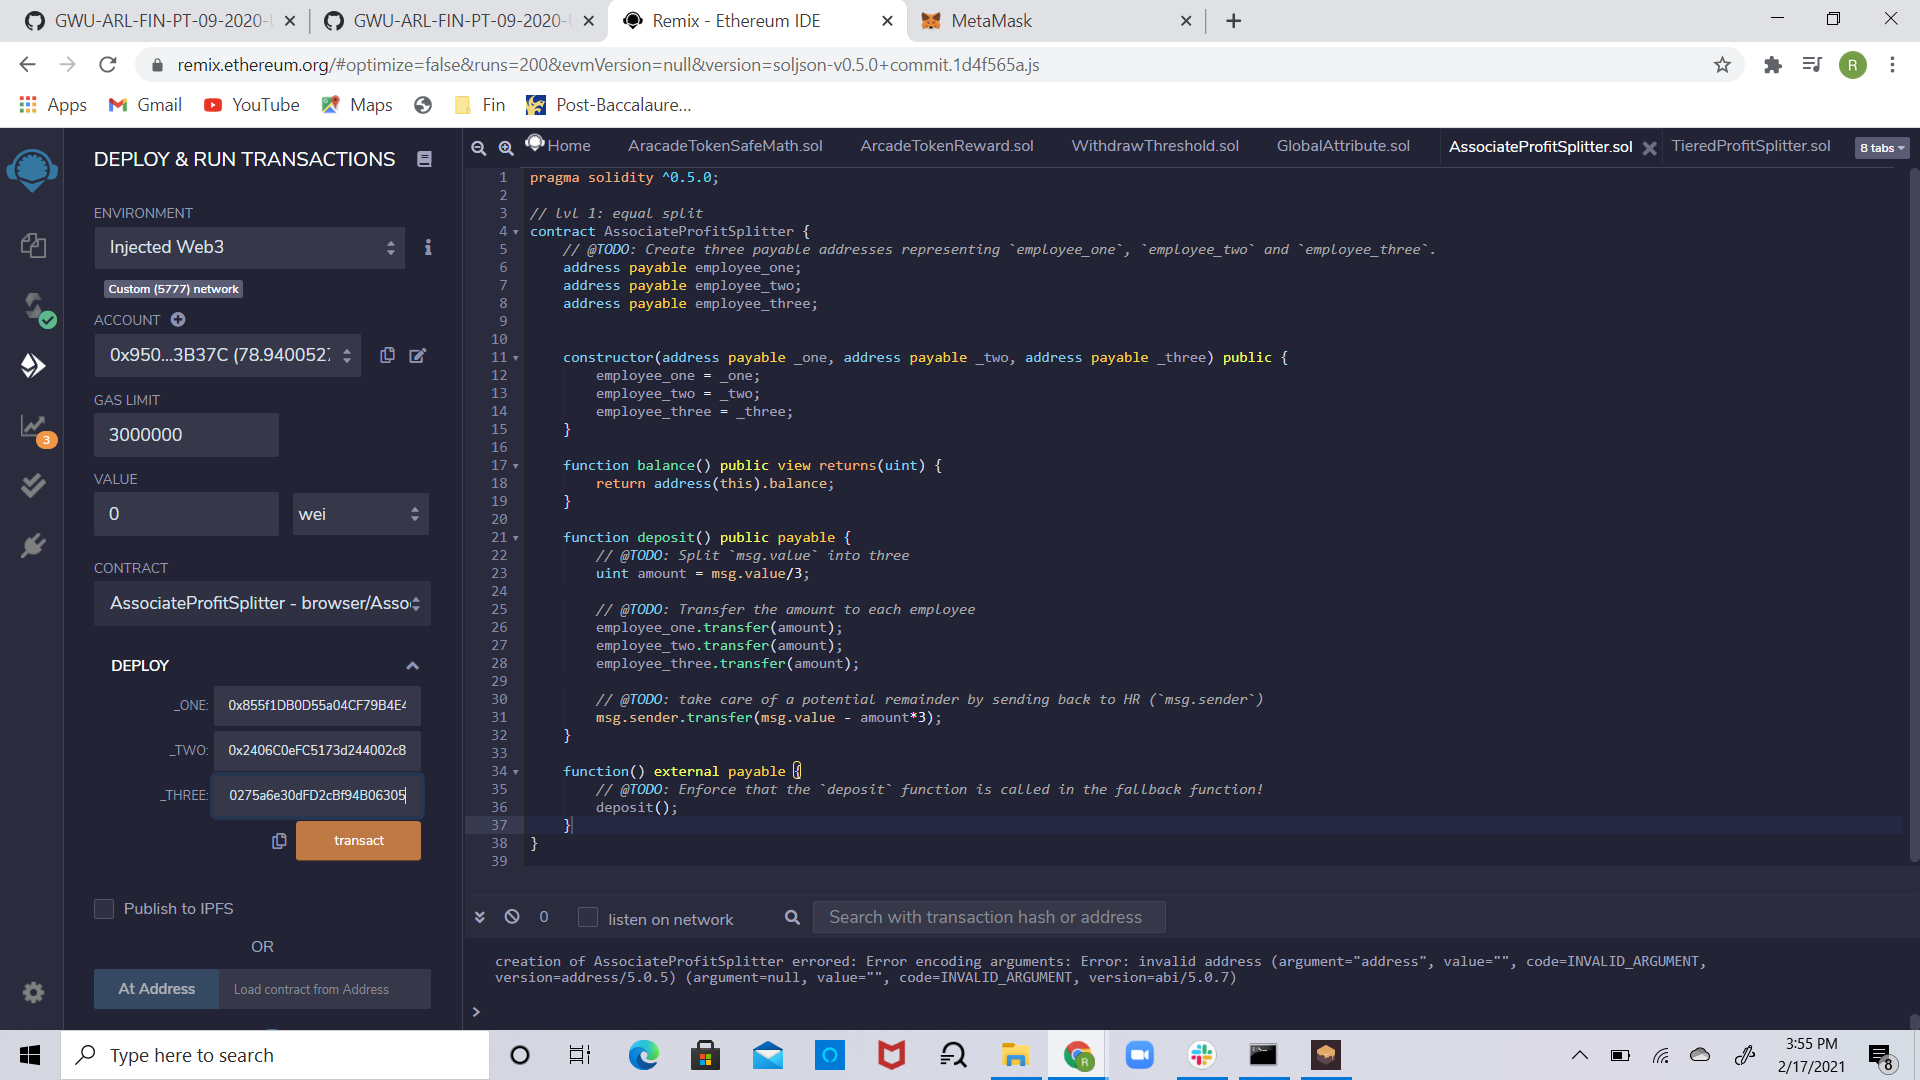 GWU-ARL-FIN-PT-09-2020-
GWU-ARL-FIN-PT-09-2020-
Remix - Ethereum IDE
MetaMask
remix.ethereum.org/#optimize=false&runs=200&evmVersion=null&version=soljson-v0.5.0+commit.1d4f565a.js
R
Apps
Gmail
YouTube
Maps
Fin
Post-Baccalaure...
DEPLOY & RUN TRANSACTIONS
ENVIRONMENT
Injected Web3
Custom (5777) network
ACCOUNT
0x950...3B37C (78.9400527
GAS LIMIT
3000000
VALUE
0
wei
CONTRACT
AssociateProfitSplitter - browser/Asso
DEPLOY
_ONE: 0x855f1DB0D55a04CF79B4E4
_TWO: 0x2406C0eFC5173d244002c8
_THREE: 0275a6e30dFD2cBf94B06305
transact
Publish to IPFS
OR
At Address
Load contract from Address
3
Home
AracadeTokenSafeMath.sol
ArcadeTokenReward.sol
WithdrawThreshold.sol
GlobalAttribute.sol
AssociateProfitSplitter.sol
TieredProfitSplitter.sol
8 tabs
1 pragma solidity ^0.5.0;
2
3 // lvl 1: equal split
4 contract AssociateProfitSplitter {
5 // @TODO: Create three payable addresses representing `employee_one`, `employee_two` and `employee_three`.
6 address payable employee_one;
7 address payable employee_two;
8 address payable employee_three;
9
10
11 constructor(address payable _one, address payable _two, address payable _three) public {
12 employee_one = _one;
13 employee_two = _two;
14 employee_three = _three;
15 }
16
17 function balance() public view returns(uint) {
18 return address(this).balance;
19 }
20
21 function deposit() public payable {
22 // @TODO: Split `msg.value` into three
23 uint amount = msg.value/3;
24
25 // @TODO: Transfer the amount to each employee
26 employee_one.transfer(amount);
27 employee_two.transfer(amount);
28 employee_three.transfer(amount);
29
30 // @TODO: take care of a potential remainder by sending back to HR (`msg.sender`)
31 msg.sender.transfer(msg.value - amount*3);
32 }
33
34 function() external payable {
35 // @TODO: Enforce that the `deposit` function is called in the fallback function!
36 deposit();
37 }
38 }
39
0
listen on network
Search with transaction hash or address
creation of AssociateProfitSplitter errored: Error encoding arguments: Error: invalid address (argument="address", value="", code=INVALID_ARGUMENT,
version=address/5.0.5) (argument=null, value="", code=INVALID_ARGUMENT, version=abi/5.0.7)
>
Type here to search
3:55 PM
2/17/2021
8